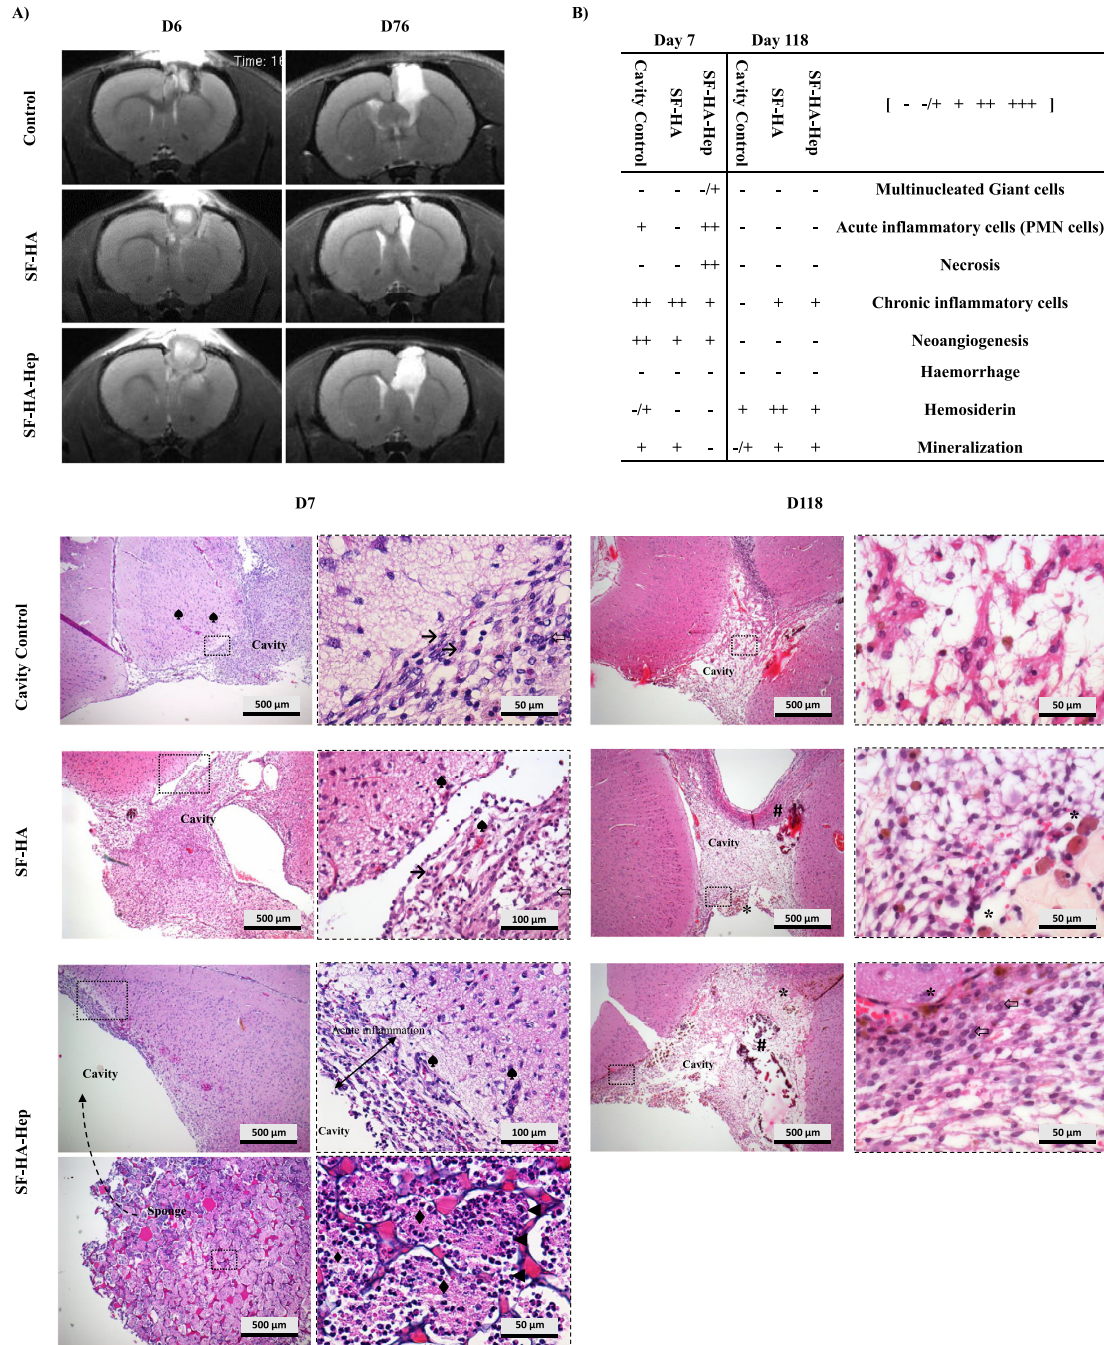 A)
D6
D76
Time: 16
Control
SF-HA
SF-HA-Hep
B)
Day 7
Day 118
Cavity Control
SF-HA
SF-HA-Hep
Cavity Control
SF-HA
SF-HA-Hep
[ - -/+ + ++ +++ ]
- - -/+ - - - Multinucleated Giant cells
+ - ++ - - - Acute inflammatory cells (PMN cells)
- - ++ - - - Necrosis
++ ++ + - + + Chronic inflammatory cells
++ + + - - - Neoangiogenesis
- - - - - - Haemorrhage
-/+ - - + ++ + Hemosiderin
+ + - -/+ + + Mineralization
D7
D118
Cavity Control
Cavity
500 µm
50 µm
Cavity
500 µm
50 µm
SF-HA
Cavity
500 µm
100 µm
#
Cavity
*
500 µm
*
*
50 µm
SF-HA-Hep
Cavity
500 µm
Acute inflammation
Cavity
100 µm
*
#
Cavity
500 µm
*
50 µm
Sponge
500 µm
50 µm